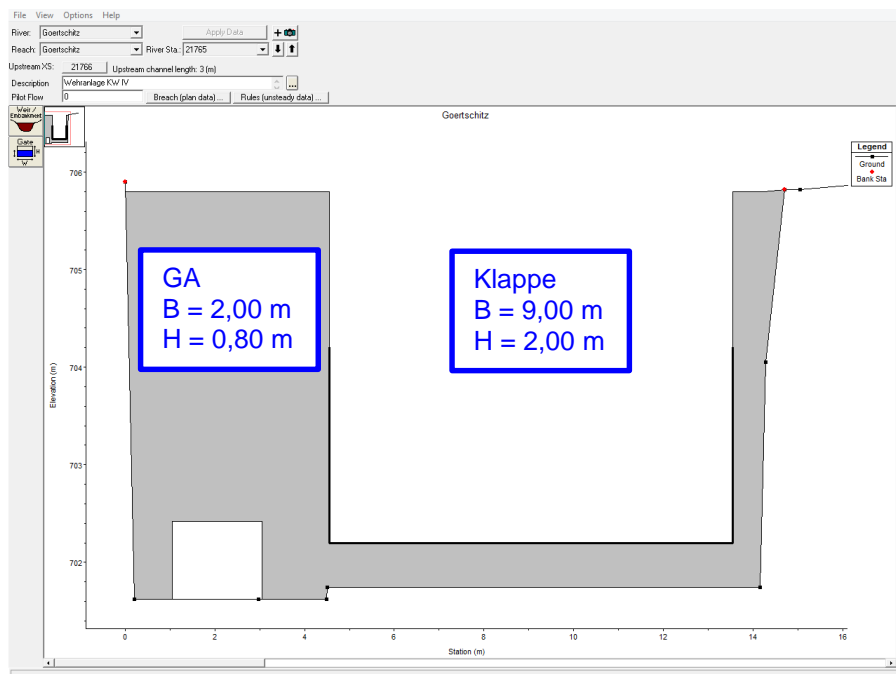 File View Options Help
River: Goertschitz Apply Data
Reach: Goertschitz River Sta.: 21765
Upstream XS: 21766 Upstream channel length: 3 (m)
Description Wehranlage KW IV ...
Pilot Flow 0 Breach (plan data) ... Rules (unsteady data) ...
Weir / Embankment
Gate
H
W
Goertschitz
Legend
Ground
Bank Sta
GA
B = 2,00 m
H = 0,80 m
Klappe
B = 9,00 m
H = 2,00 m
Elevation (m)
706
705
704
703
702
0 2 4 6 8 10 12 14 16
Station (m)